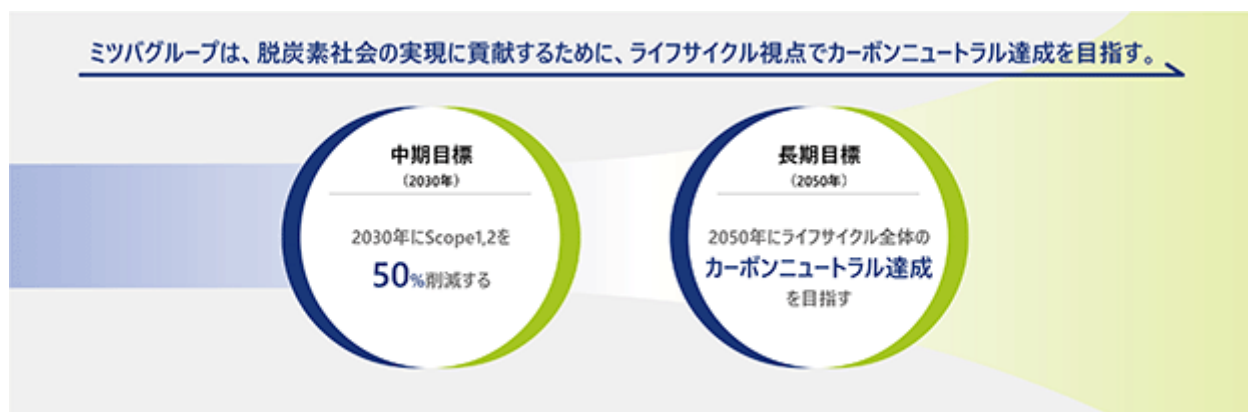 ミツバグループは、脱炭素社会の実現に貢献するために、ライフサイクル視点でカーボンニュートラル達成を目指す。
中期目標
（2030年）
2030年にScope1,2を
50%削減する
長期目標
（2050年）
2050年にライフサイクル全体の
カーボンニュートラル達成
を目指す